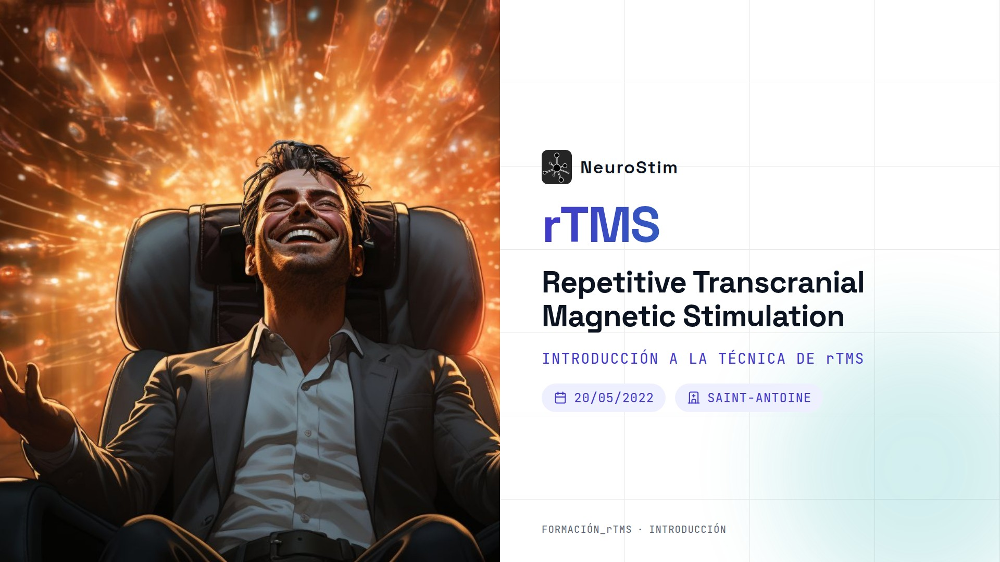 NeuroStim
rTMS
Repetitive Transcranial
Magnetic Stimulation
INTRODUCCIÓN A LA TÉCNICA DE rTMS
20/05/2022
SAINT-ANTOINE
FORMACIÓN_rTMS · INTRODUCCIÓN